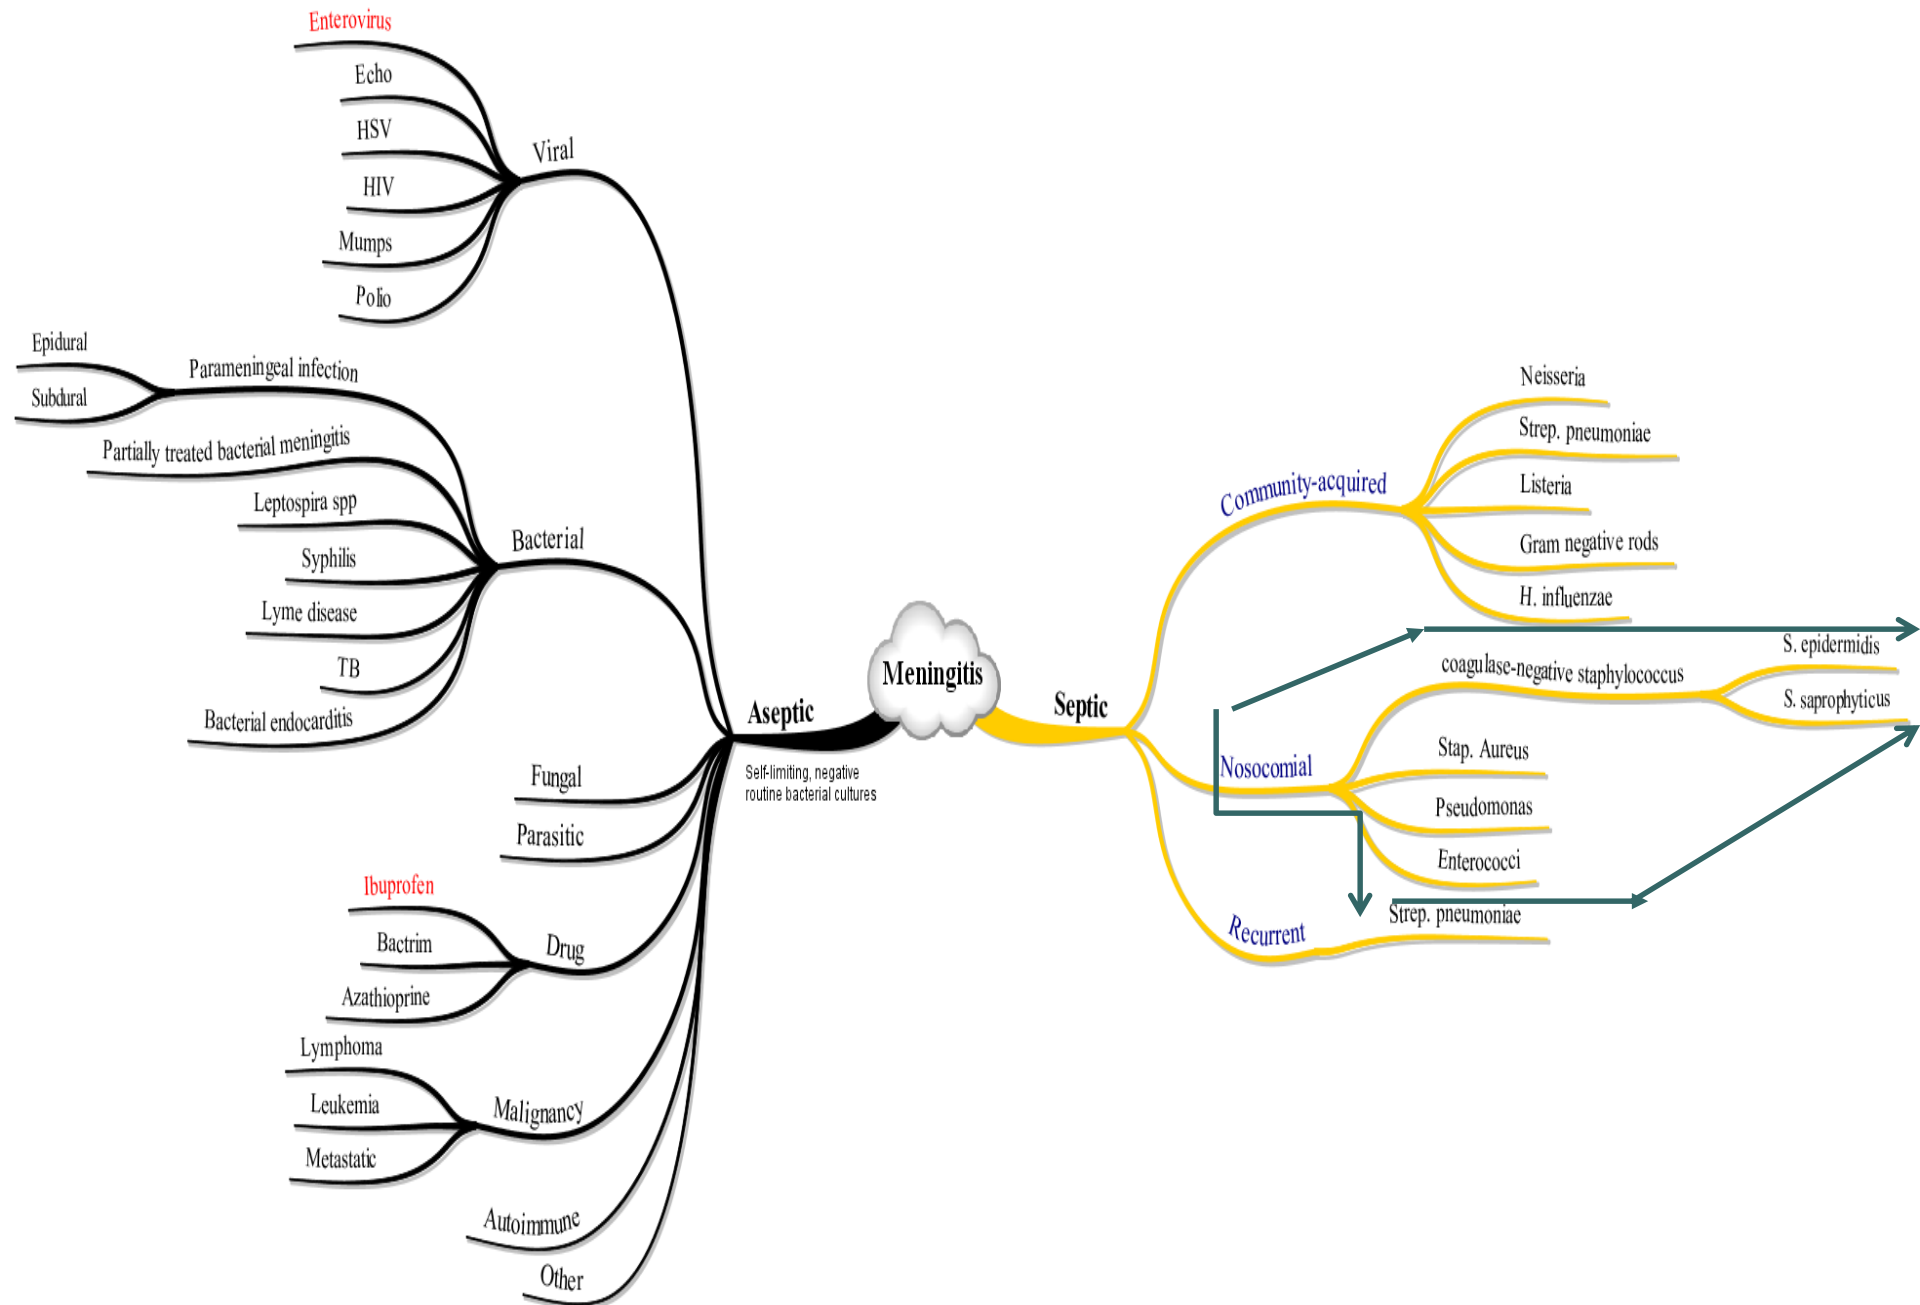 Enterovirus
Echo
HSV
HIV
Mumps
Polio
Viral
Epidural
Subdural
Parameningeal infection
Partially treated bacterial meningitis
Leptospira spp
Syphilis
Lyme disease
TB
Bacterial endocarditis
Bacterial
Fungal
Parasitic
Ibuprofen
Bactrim
Azathioprine
Drug
Lymphoma
Leukemia
Metastatic
Malignancy
Autoimmune
Other
Aseptic
Self-limiting, negative
routine bacterial cultures
Meningitis
Septic
Community-acquired
Neisseria
Strep. pneumoniae
Listeria
Gram negative rods
H. influenzae
Nosocomial
coagulase-negative staphylococcus
S. epidermidis
S. saprophyticus
Stap. Aureus
Pseudomonas
Enterococci
Recurrent
Strep. pneumoniae